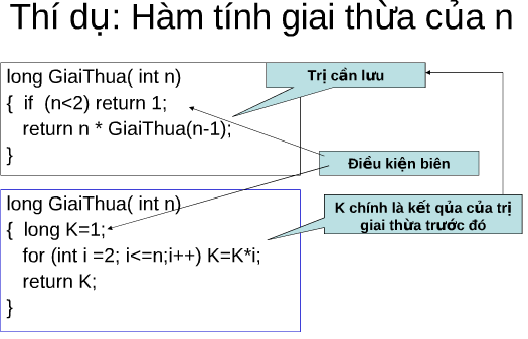 Thí dụ: Hàm tính giai thừa của n
long GiaiThua( int n)
{ if (n<2) return 1;
return n * GiaiThua(n-1);
}
Trị cần lưu
Điều kiện biên
long GiaiThua( int n)
{ long K=1;
for (int i =2; i<=n;i++) K=K*i;
return K;
}
K chính là kết qủa của trị
giai thừa trước đó